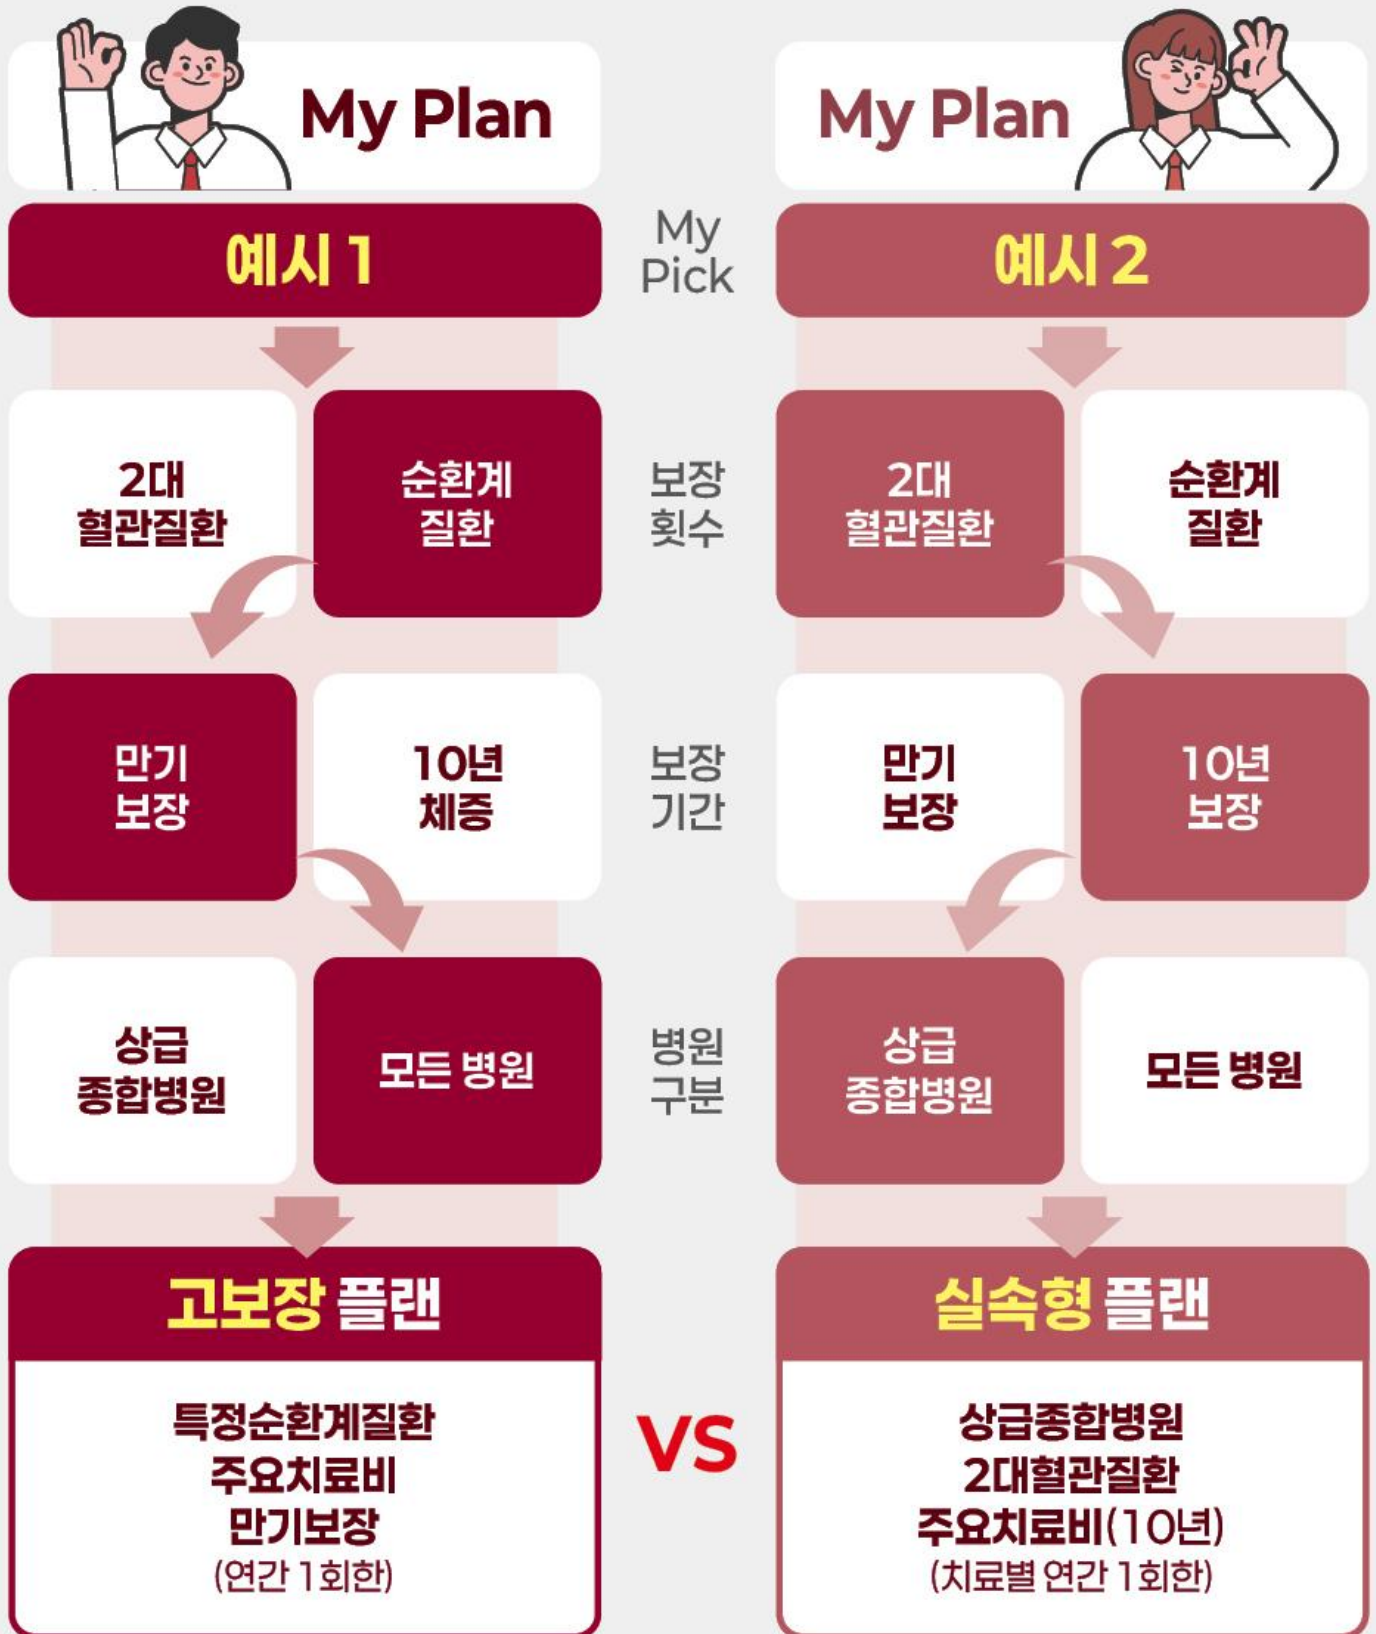 My Plan
My Plan
예시 1
My
Pick
예시 2
2대
혈관질환
순환계
질환
보장
횟수
2대
혈관질환
순환계
질환
만기
보장
10년
체증
보장
기간
만기
보장
10년
보장
상급
종합병원
모든 병원
병원
구분
상급
종합병원
모든 병원
고보장 플랜
특정순환계질환
주요치료비
만기보장
(연간 1회한)
VS
실속형 플랜
상급종합병원
2대혈관질환
주요치료비(10년)
(치료별 연간 1회한)